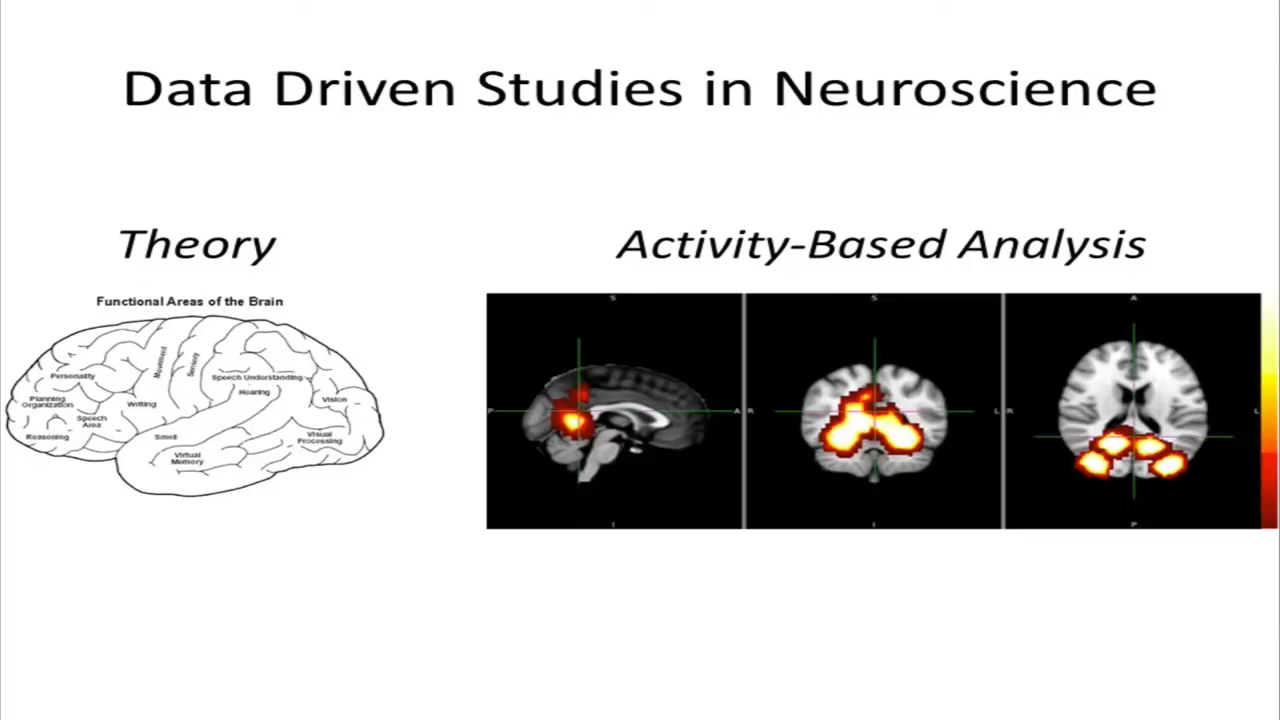 Data Driven Studies in Neuroscience
Theory
Activity-Based Analysis
Functional Areas of the Brain
Movement
Sensory
Personality
Speech Understanding
Hearing
Planning
Organization
Writing
Vision
Speech
Area
Reasoning
Smell
Visual
Processing
Virtual
Memory
S
P
A
I
S
R
L
I
A
R
L
P